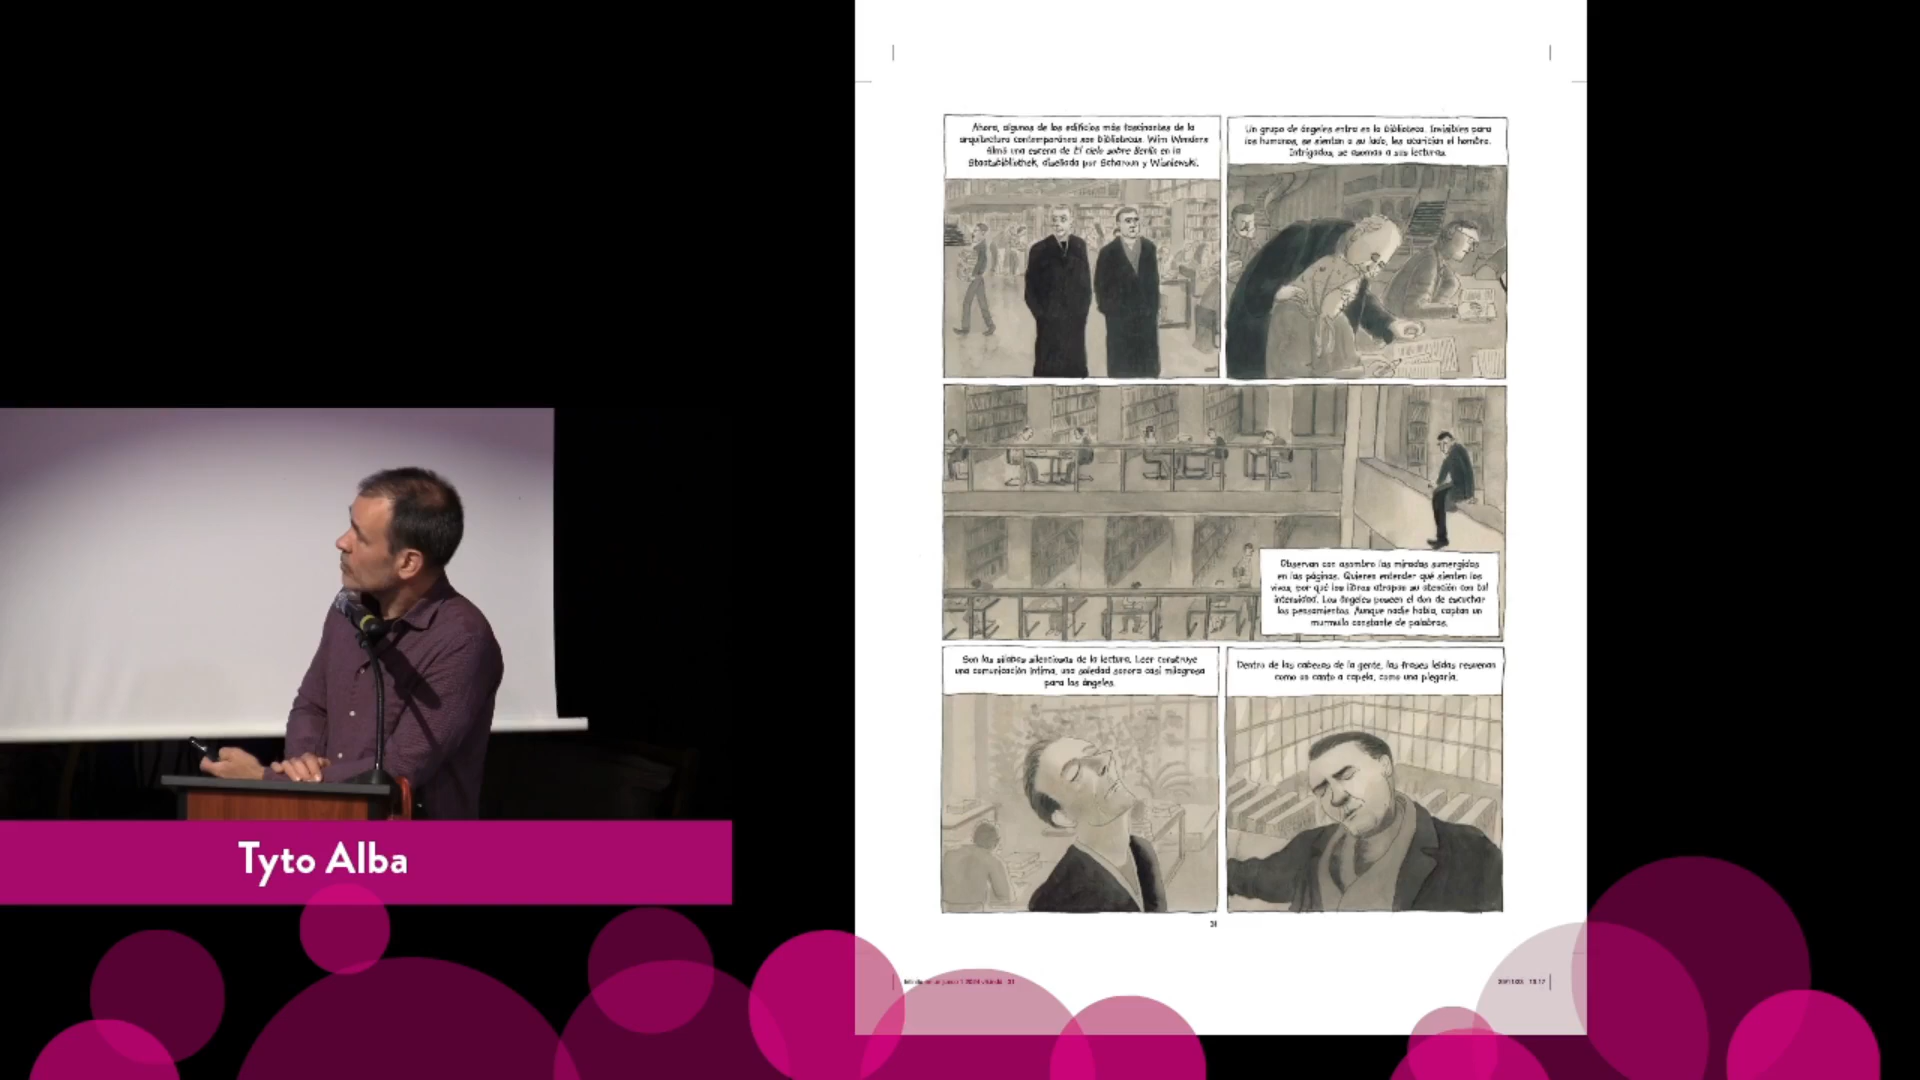 Ahora, algunos de los edificios más fascinantes de la
arquitectura contemporánea son bibliotecas. Wim Wenders
filmó una escena de El cielo sobre Berlín en la
Staatsbibliothek, diseñada por Scharoun y Wisniewski.
Un grupo de ángeles entra en la biblioteca. Invisibles para
los humanos, se sientan a su lado, les acarician el hombro.
Intrigados, se asoman a sus lecturas.
Observan con asombro las miradas sumergidas
en las páginas. Quieren entender qué sienten los
vivos, por qué los libros atrapan su atención con tal
intensidad. Los ángeles poseen el don de escuchar
los pensamientos. Aunque nadie habla, captan un
murmullo constante de palabras.
Son las sílabas silenciosas de la lectura. Leer construye
una comunicación íntima, una soledad sonora casi milagrosa
para los ángeles.
Dentro de las cabezas de la gente, las frases leídas resuenan
como un canto a capela, como una plegaria.
31
Tyto Alba